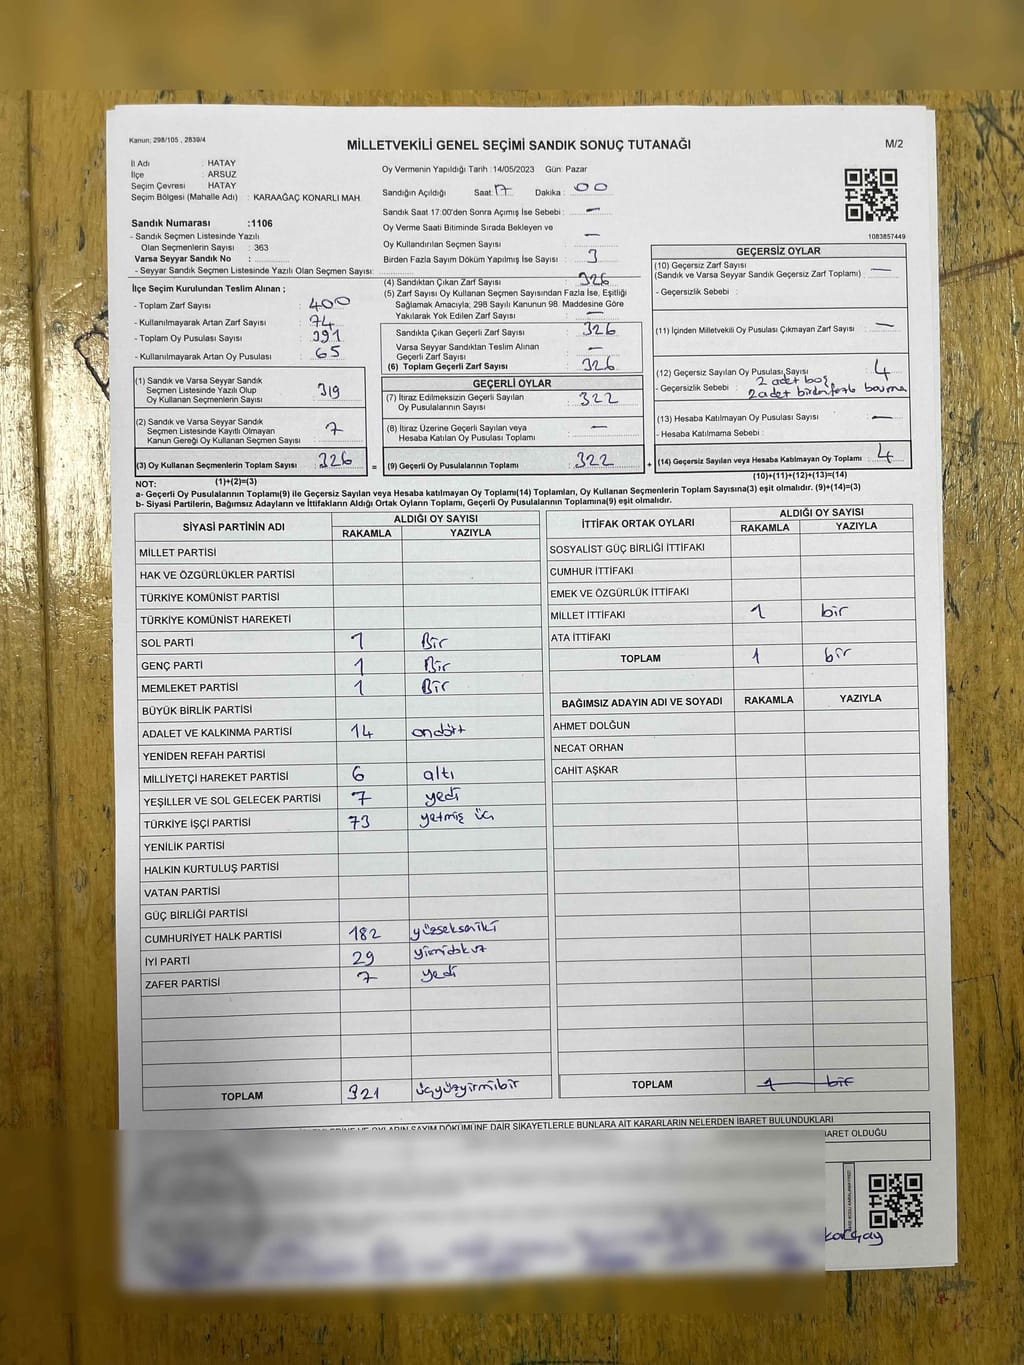 Kanun; 298/105 , 2839/4
MİLLETVEKİLİ GENEL SEÇİMİ SANDIK SONUÇ TUTANAĞI
M/2
İl Adı : HATAY
İlçe : ARSUZ
Seçim Çevresi : HATAY
Seçim Bölgesi (Mahalle Adı) : KARAAĞAÇ KONARLI MAH.
Sandık Numarası :1106
- Sandık Seçmen Listesinde Yazılı
Olan Seçmenlerin Sayısı : 363
Varsa Seyyar Sandık No :
- Seyyar Sandık Seçmen Listesinde Yazılı Olan Seçmen Sayısı:
İlçe Seçim Kurulundan Teslim Alınan ;
- Toplam Zarf Sayısı : 400
- Kullanılmayarak Artan Zarf Sayısı : 74
- Toplam Oy Pusulası Sayısı : 391
- Kullanılmayarak Artan Oy Pusulası : 65
(1) Sandık ve Varsa Seyyar Sandık
Seçmen Listesinde Yazılı Olup
Oy Kullanan Seçmenlerin Sayısı 319
(2) Sandık ve Varsa Seyyar Sandık
Seçmen Listesinde Kayıtlı Olmayan
Kanun Gereği Oy Kullanan Seçmen Sayısı 7
(3) Oy Kullanan Seçmenlerin Toplam Sayısı 326
(1)+(2)=(3)
Oy Vermenin Yapıldığı Tarih :14/05/2023 Gün: Pazar
Sandığın Açıldığı Saat: 17 Dakika : 00
Sandık Saat 17:00'den Sonra Açımış İse Sebebi : —
Oy Verme Saati Bitiminde Sırada Bekleyen ve
Oy Kullandırılan Seçmen Sayısı : —
Birden Fazla Sayım Döküm Yapılmış İse Sayısı : 3
(4) Sandıktan Çıkan Zarf Sayısı : 326
(5) Zarf Sayısı Oy Kullanan Seçmen Sayısından Fazla İse, Eşitliği
Sağlamak Amacıyla; 298 Sayılı Kanunun 98. Maddesine Göre
Yakılarak Yok Edilen Zarf Sayısı : —
Sandıkta Çıkan Geçerli Zarf Sayısı : 326
Varsa Seyyar Sandıktan Teslim Alınan
Geçerli Zarf Sayısı : —
(6) Toplam Geçerli Zarf Sayısı : 326
GEÇERLİ OYLAR
(7) İtiraz Edilmeksizin Geçerli Sayılan
Oy Pusulalarının Sayısı : 322
(8) İtiraz Üzerine Geçerli Sayılan veya
Hesaba Katılan Oy Pusulası Toplamı : —
= (9) Geçerli Oy Pusulalarının Toplamı : 322
1083857449
GEÇERSİZ OYLAR
(10) Geçersiz Zarf Sayısı
(Sandık ve Varsa Seyyar Sandık Geçersiz Zarf Toplamı) : —
- Geçersizlik Sebebi :
(11) İçinden Milletvekili Oy Pusulası Çıkmayan Zarf Sayısı : —
(12) Geçersiz Sayılan Oy Pusulası Sayısı : 4
- Geçersizlik Sebebi : 2 adet boş
2 adet birden fazla basma
(13) Hesaba Katılmayan Oy Pusulası Sayısı : —
- Hesaba Katılmama Sebebi :
+ (14) Geçersiz Sayılan veya Hesaba Katılmayan Oy Toplamı : 4
(10)+(11)+(12)+(13)=(14)
NOT:
a- Geçerli Oy Pusulalarının Toplamı(9) ile Geçersiz Sayılan veya Hesaba katılmayan Oy Toplamı(14) Toplamları, Oy Kullanan Seçmenlerin Toplam Sayısına(3) eşit olmalıdır. (9)+(14)=(3)
b- Siyasi Partilerin, Bağımsız Adayların ve İttifakların Aldığı Ortak Oyların Toplamı, Geçerli Oy Pusulalarının Toplamına(9) eşit olmalıdır.
SİYASİ PARTİNİN ADI ALDIĞI OY SAYISI
RAKAMLA YAZIYLA
MİLLET PARTİSİ
HAK VE ÖZGÜRLÜKLER PARTİSİ
TÜRKİYE KOMÜNİST PARTİSİ
TÜRKİYE KOMÜNİST HAREKETİ
SOL PARTİ 1 Bir
GENÇ PARTİ 1 Bir
MEMLEKET PARTİSİ 1 Bir
BÜYÜK BİRLİK PARTİSİ
ADALET VE KALKINMA PARTİSİ 14 ondört
YENİDEN REFAH PARTİSİ
MİLLİYETÇİ HAREKET PARTİSİ 6 altı
YEŞİLLER VE SOL GELECEK PARTİSİ 7 yedi
TÜRKİYE İŞÇİ PARTİSİ 73 yetmiş üç
YENİLİK PARTİSİ
HALKIN KURTULUŞ PARTİSİ
VATAN PARTİSİ
GÜÇ BİRLİĞİ PARTİSİ
CUMHURİYET HALK PARTİSİ 182 yüzsekseniki
İYİ PARTİ 29 yirmidokuz
ZAFER PARTİSİ 7 yedi
TOPLAM 321 üçyüzyirmibir
İTTİFAK ORTAK OYLARI ALDIĞI OY SAYISI
RAKAMLA YAZIYLA
SOSYALİST GÜÇ BİRLİĞİ İTTİFAKI
CUMHUR İTTİFAKI
EMEK VE ÖZGÜRLÜK İTTİFAKI
MİLLET İTTİFAKI 1 bir
ATA İTTİFAKI
TOPLAM 1 bir
BAĞIMSIZ ADAYIN ADI VE SOYADI RAKAMLA YAZIYLA
AHMET DOLĞUN
NECAT ORHAN
CAHİT AŞKAR
TOPLAM 1 bir
OYLARIN SAYIM DÖKÜMÜNE DAİR ŞİKAYETLERLE BUNLARA AİT KARARLARIN NELERDEN İBARET BULUNDUKLARI
BARET OLDUĞU